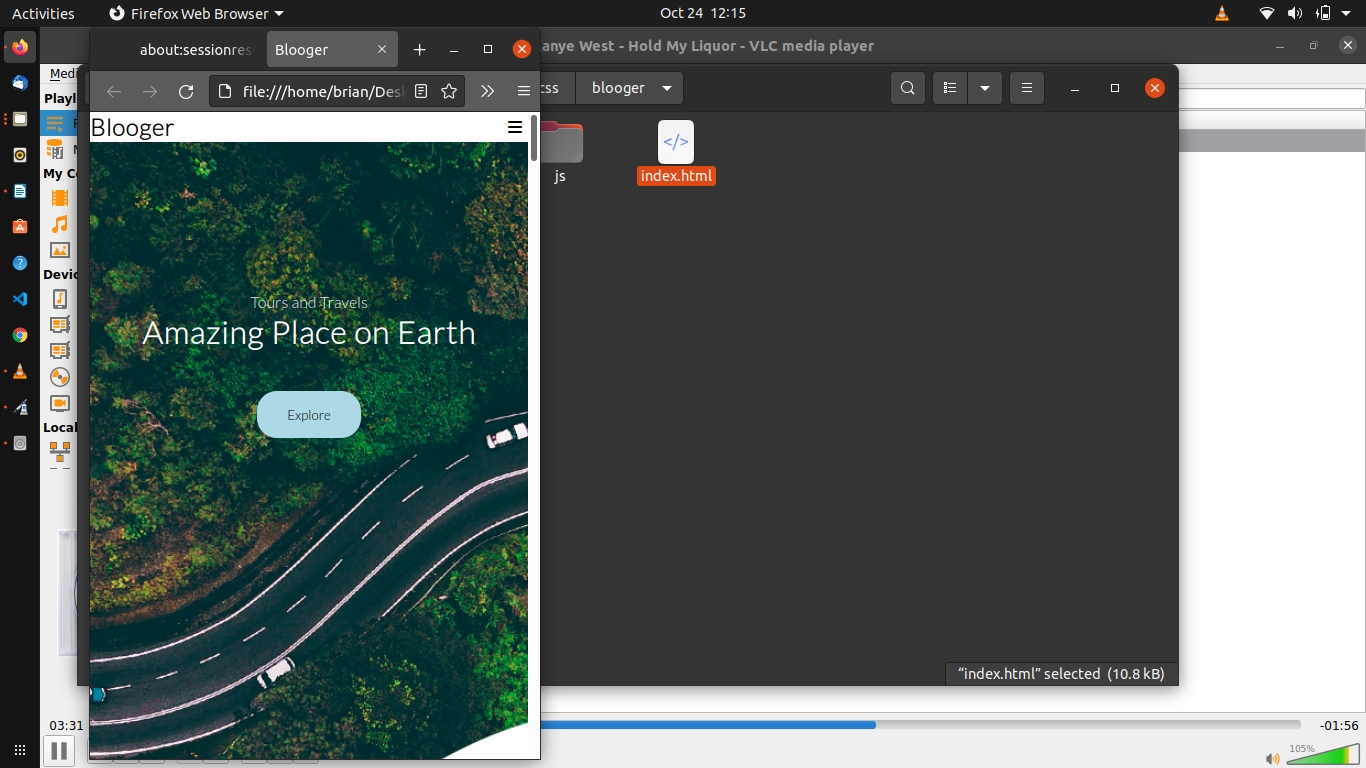 Activities
Firefox Web Browser
Oct 24 12:15
anye West - Hold My Liquor - VLC media player
about:sessionres
Blooger
Medi
Playl
css
blooger
file:///home/brian/Desl
Blooger
js
index.html
My Co
Tours and Travels
Amazing Place on Earth
Devic
Explore
Local
"index.html" selected (10.8 kB)
03:31
-01:56
105%